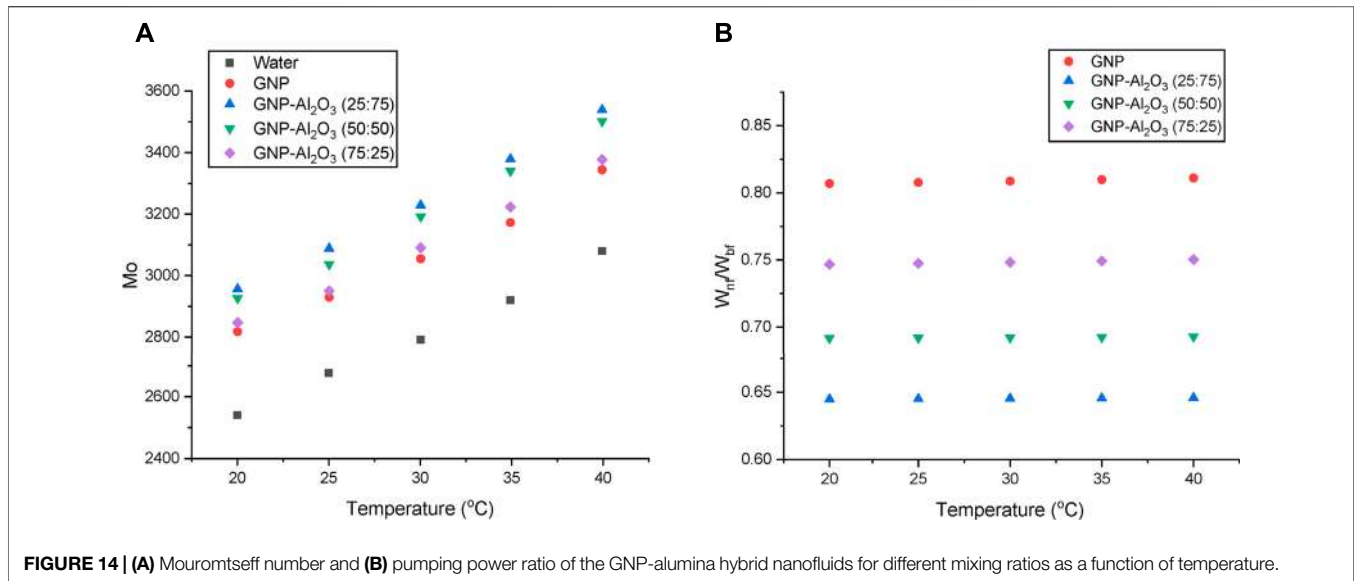 A
Water
GNP
GNP-Al₂O₃ (25:75)
GNP-Al₂O₃ (50:50)
GNP-Al₂O₃ (75:25)
3600
3400
3200
3000
2800
2600
2400
Mo
20 25 30 35 40
Temperature (°C)
B
GNP
GNP-Al₂O₃ (25:75)
GNP-Al₂O₃ (50:50)
GNP-Al₂O₃ (75:25)
0.85
0.80
0.75
0.70
0.65
0.60
W_nf/W_bf
20 25 30 35 40
Temperature (°C)
FIGURE 14 | (A) Mouromtseff number and (B) pumping power ratio of the GNP-alumina hybrid nanofluids for different mixing ratios as a function of temperature.